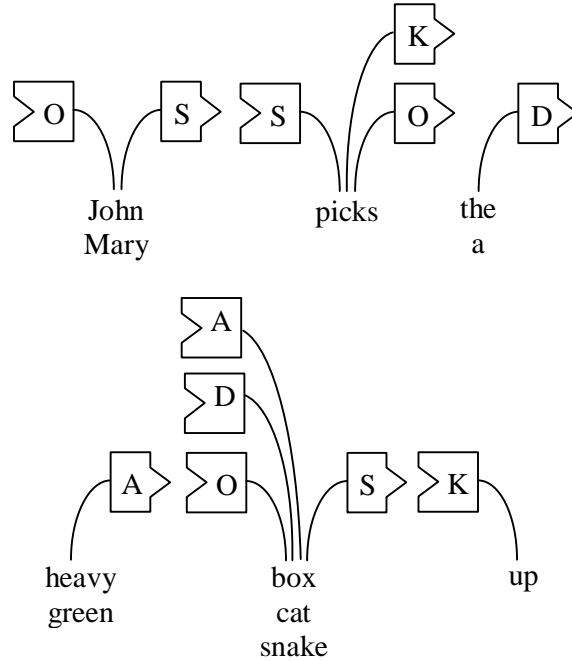 K
O S S O D
John picks the
Mary a
A
D
A O S K
heavy box up
green cat
snake